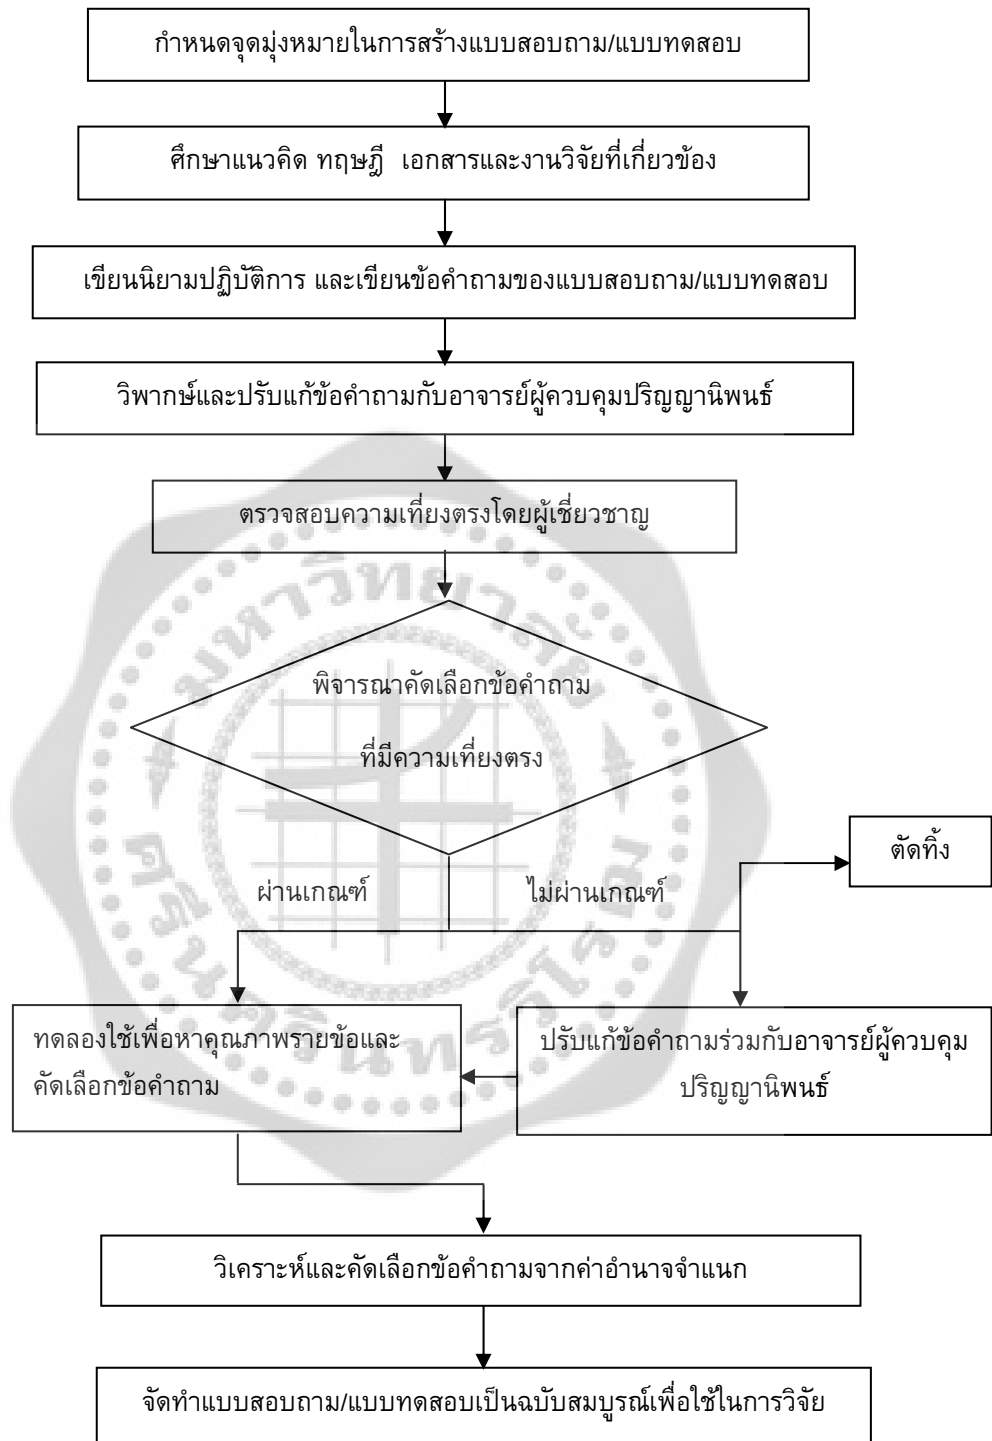 กำหนดจุดมุ่งหมายในการสร้างแบบสอบถาม/แบบทดสอบ
ศึกษาแนวคิด ทฤษฎี เอกสารและงานวิจัยที่เกี่ยวข้อง
เขียนนิยามปฏิบัติการ และเขียนข้อคำถามของแบบสอบถาม/แบบทดสอบ
วิพากษ์และปรับแก้ข้อคำถามกับอาจารย์ผู้ควบคุมปริญญานิพนธ์
ตรวจสอบความเที่ยงตรงโดยผู้เชี่ยวชาญ
มหาวิทยาลัย
พิจารณาคัดเลือกข้อคำถาม
ที่มีความเที่ยงตรง
ตัดทิ้ง
ผ่านเกณฑ์
ไม่ผ่านเกณฑ์
ศรีนครินทรวิโรฒ
ทดลองใช้เพื่อหาคุณภาพรายข้อและ
คัดเลือกข้อคำถาม
ปรับแก้ข้อคำถามร่วมกับอาจารย์ผู้ควบคุม
ปริญญานิพนธ์
วิเคราะห์และคัดเลือกข้อคำถามจากค่าอำนาจจำแนก
จัดทำแบบสอบถาม/แบบทดสอบเป็นฉบับสมบูรณ์เพื่อใช้ในการวิจัย